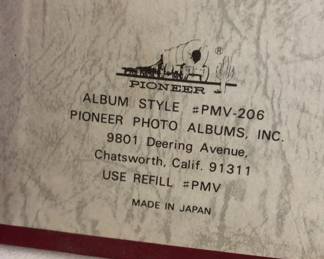 ®
PIONEER
ALBUM STYLE #PMV-206
PIONEER PHOTO ALBUMS, INC.
9801 Deering Avenue,
Chatsworth, Calif. 91311
USE REFILL #PMV
MADE IN JAPAN